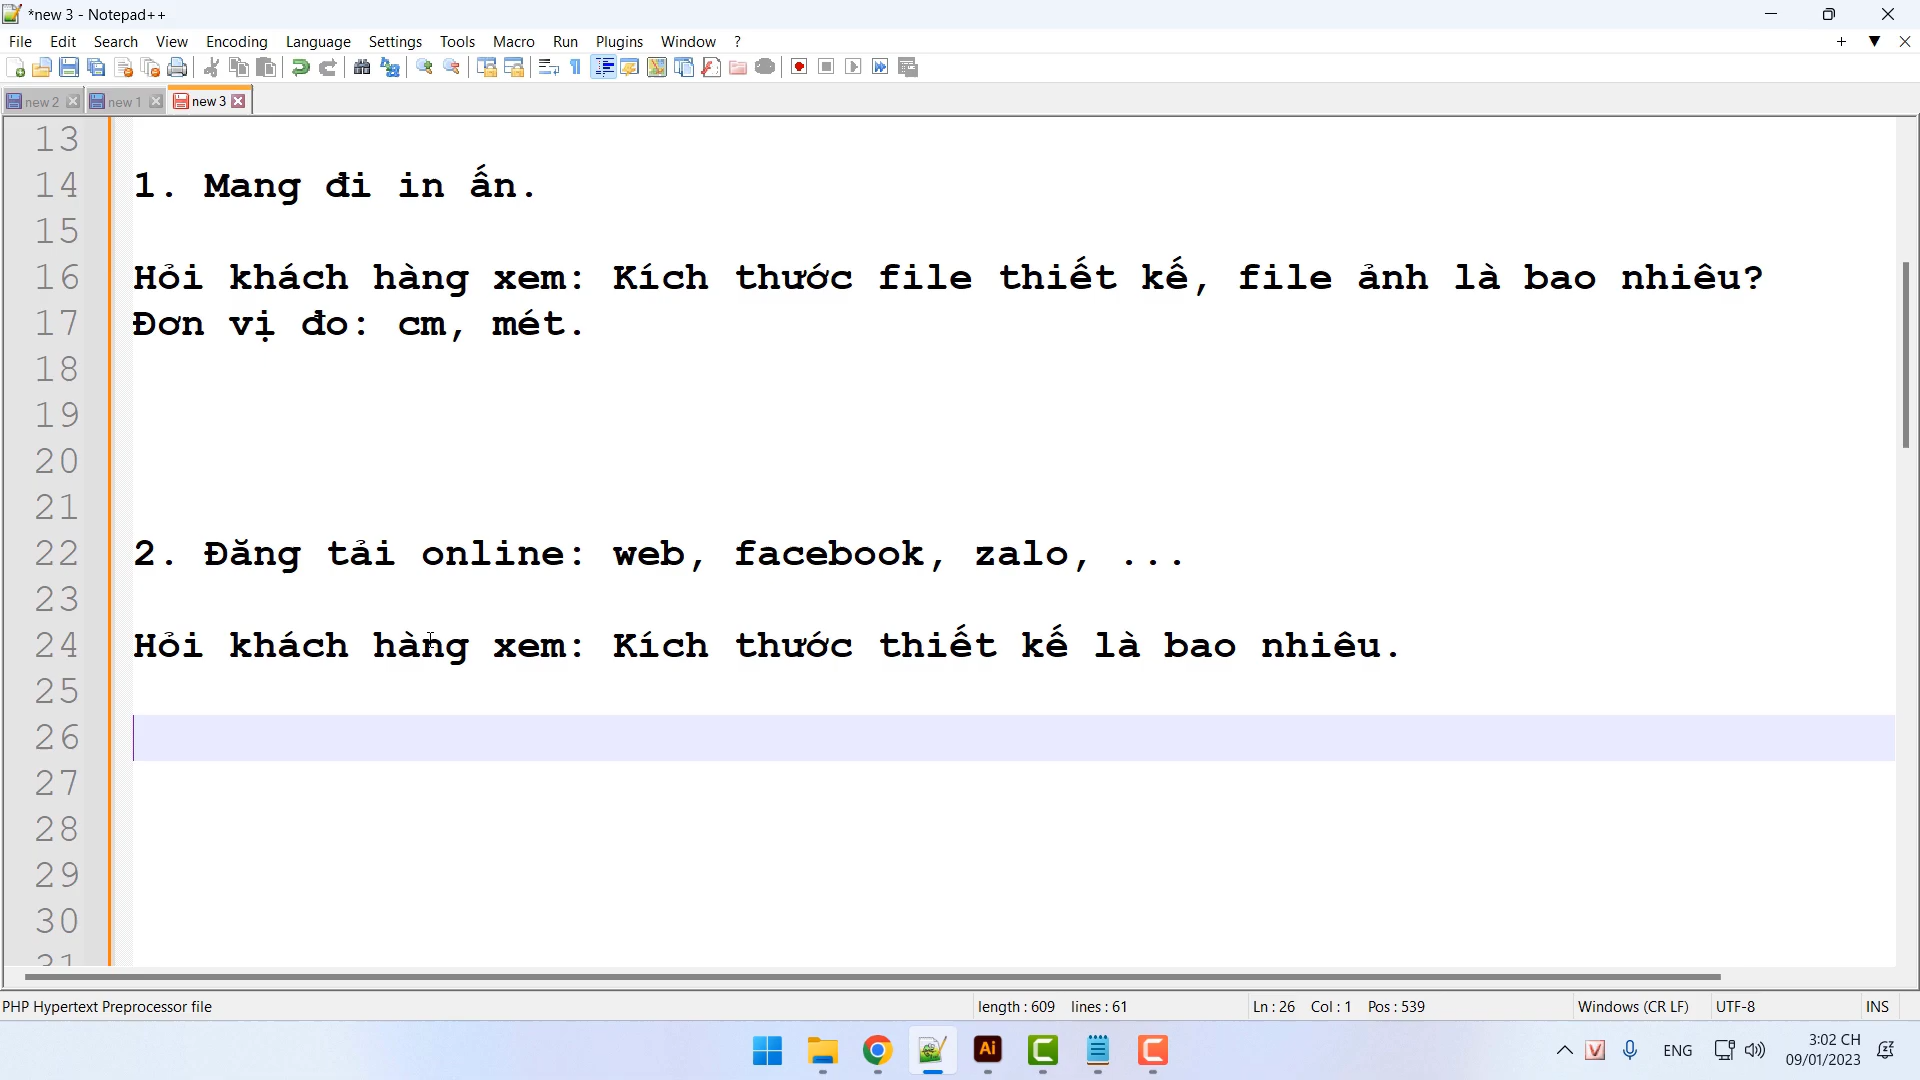 *new 3 - Notepad++
File Edit Search View Encoding Language Settings Tools Macro Run Plugins Window ?
new 2 new 1 new 3
13
14 1. Mang đi in ấn.
15
16 Hỏi khách hàng xem: Kích thước file thiết kế, file ảnh là bao nhiêu?
17 Đơn vị đo: cm, mét.
18
19
20
21
22 2. Đăng tải online: web, facebook, zalo, ...
23
24 Hỏi khách hàng xem: Kích thước thiết kế là bao nhiêu.
25
26
27
28
29
30
31
PHP Hypertext Preprocessor file length : 609 lines : 61 Ln : 26 Col : 1 Pos : 539 Windows (CR LF) UTF-8 INS
Ai ENG 3:02 CH
09/01/2023